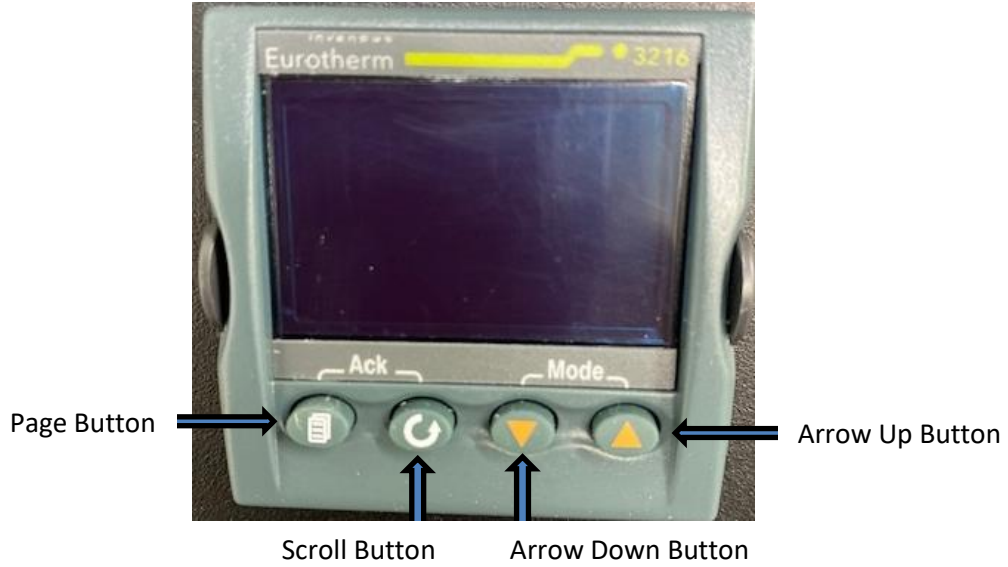 invensys
Eurotherm 3216
Ack Mode
Page Button
Arrow Up Button
Scroll Button Arrow Down Button